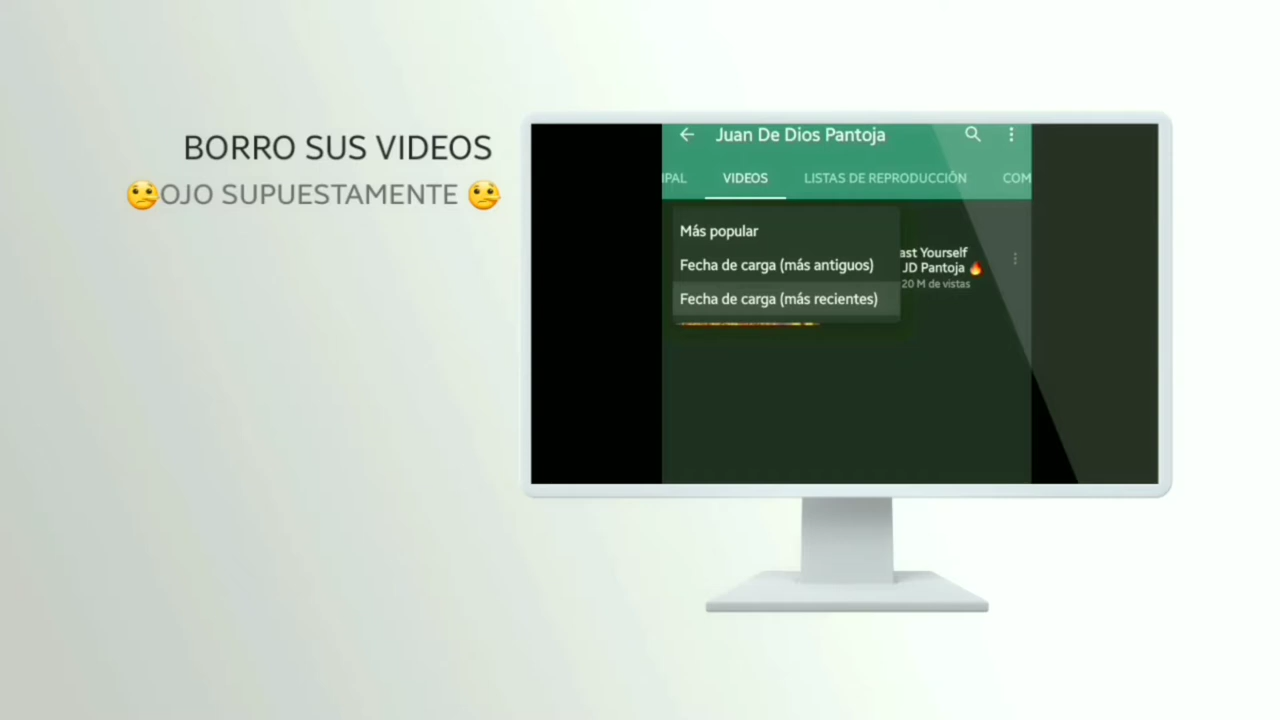 BORRO SUS VIDEOS
🤥OJO SUPUESTAMENTE 🤥
Juan De Dios Pantoja
IPAL VIDEOS LISTAS DE REPRODUCCIÓN COM
Más popular
Fecha de carga (más antiguos)
Fecha de carga (más recientes)
ast Yourself
JD Pantoja 🔥
20 M de vistas